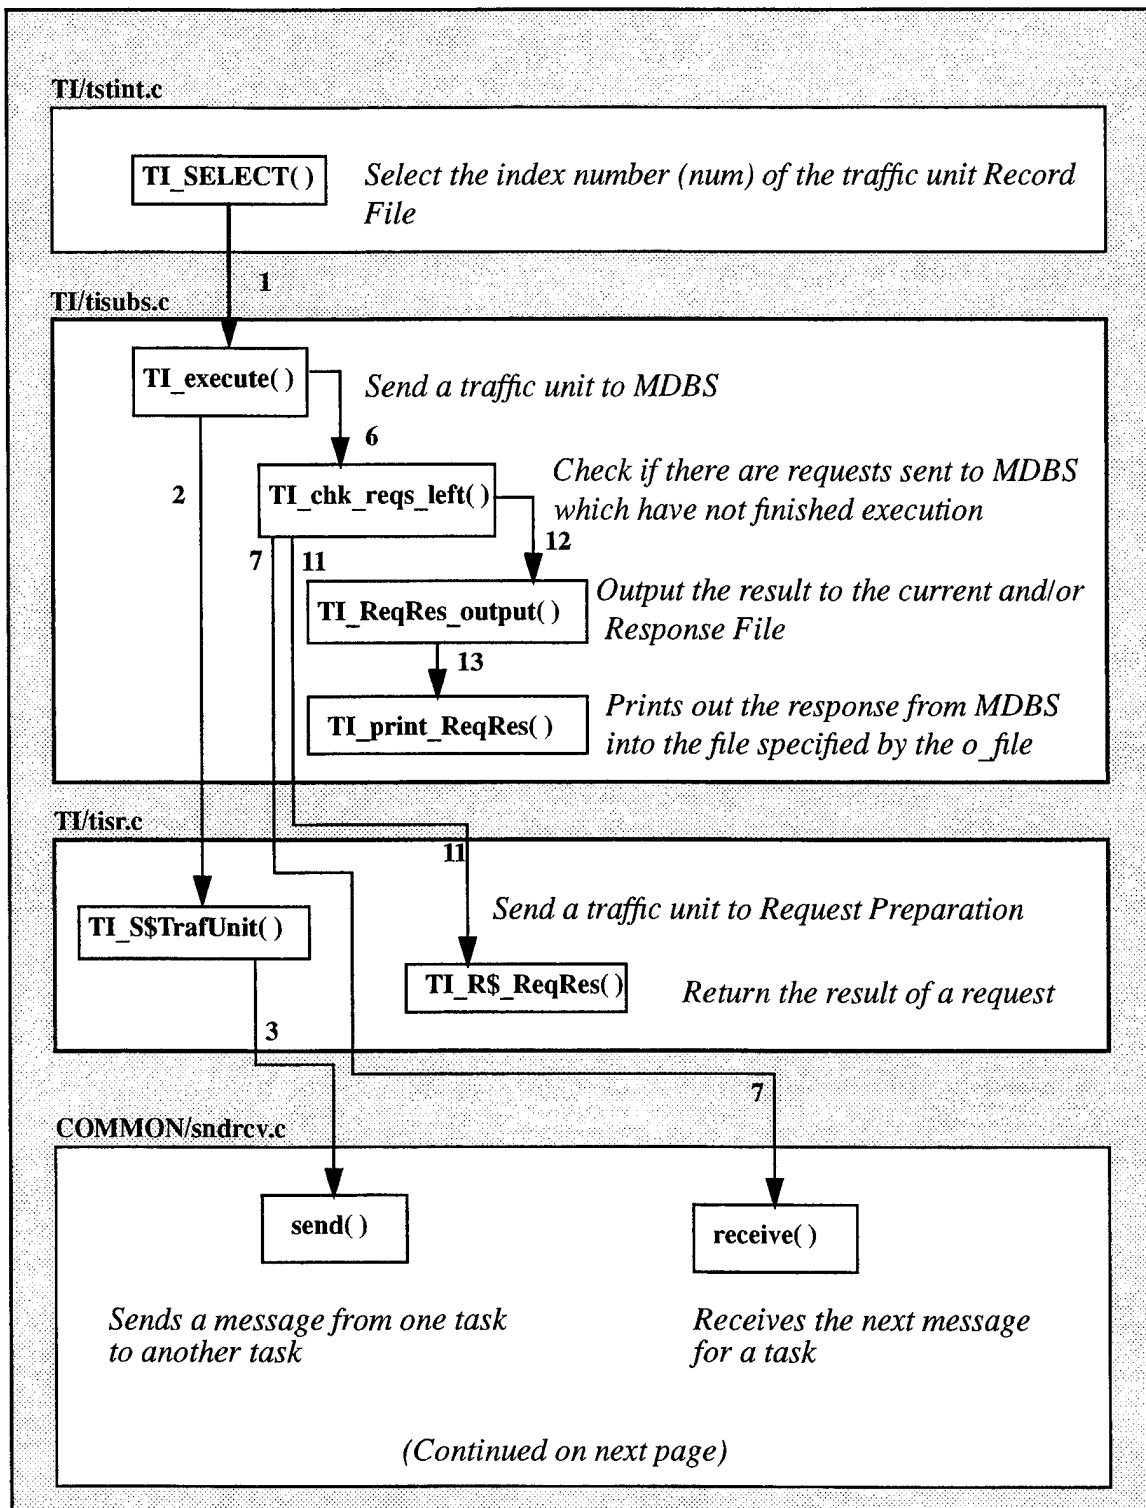 TI/tstint.c
TI_SELECT( )
Select the index number (num) of the traffic unit Record
File
1
TI/tisubs.c
TI_execute( )
Send a traffic unit to MDBS
6
2
TI_chk_reqs_left( )
Check if there are requests sent to MDBS
which have not finished execution
7
11
12
TI_ReqRes_output( )
Output the result to the current and/or
Response File
13
TI_print_ReqRes( )
Prints out the response from MDBS
into the file specified by the o_file
TI/tisr.c
11
TI_S$TrafUnit( )
Send a traffic unit to Request Preparation
TI_R$_ReqRes( )
Return the result of a request
3
7
COMMON/sndrcv.c
send( )
receive( )
Sends a message from one task
to another task
Receives the next message
for a task
(Continued on next page)